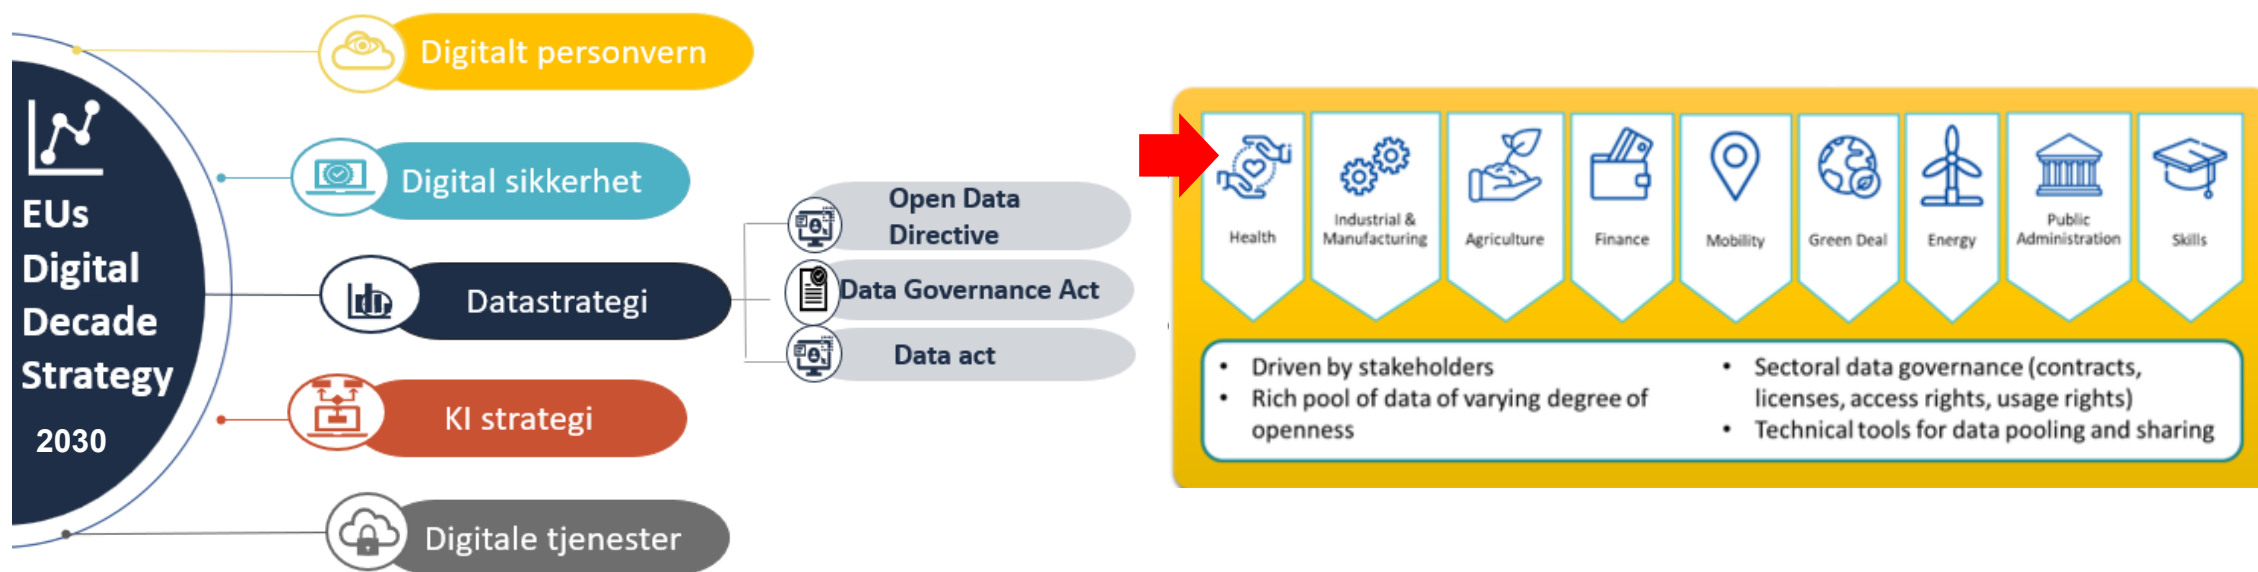 EUs
Digital
Decade
Strategy
2030
Digitalt personvern
Digital sikkerhet
Datastrategi
KI strategi
Digitale tjenester
Open Data
Directive
Data Governance Act
Data act
Health
Industrial &
Manufacturing
Agriculture
Finance
Mobility
Green Deal
Energy
Public
Administration
Skills
• Driven by stakeholders
• Rich pool of data of varying degree of
openness
• Sectoral data governance (contracts,
licenses, access rights, usage rights)
• Technical tools for data pooling and sharing